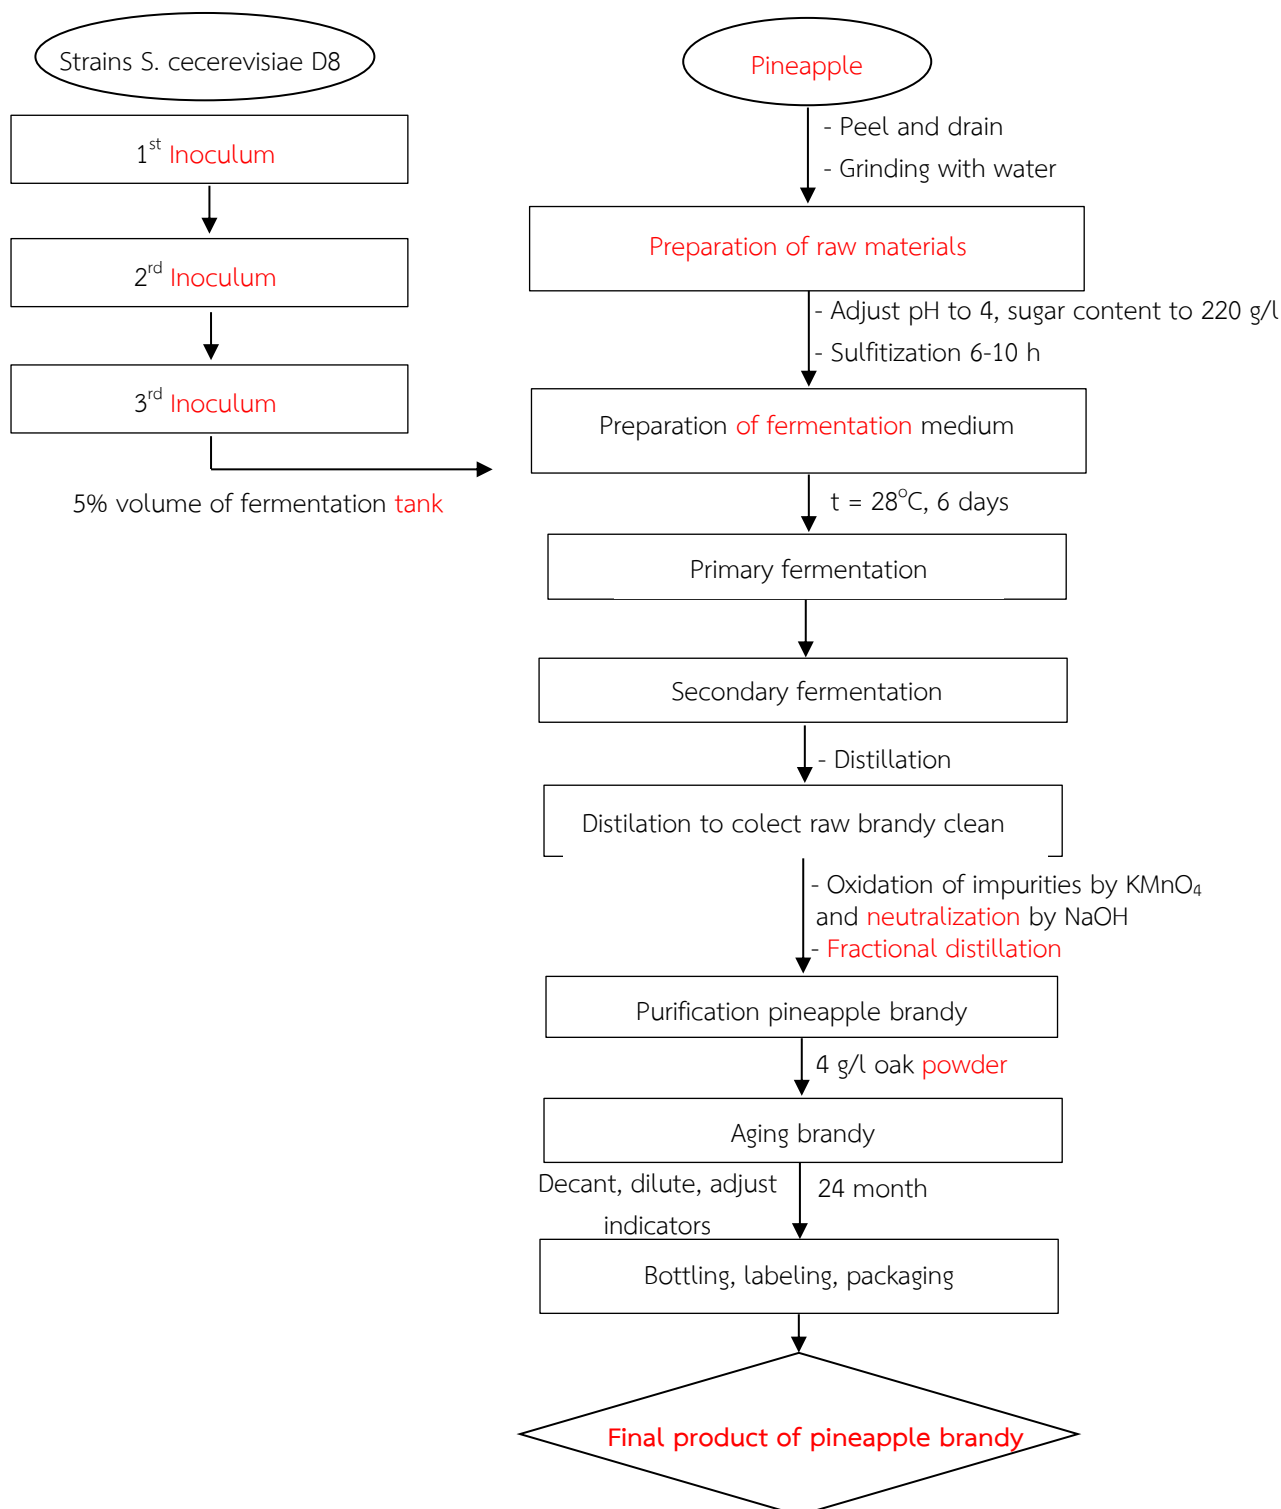 Strains S. cecerevisiae D8
1st Inoculum
2rd Inoculum
3rd Inoculum
5% volume of fermentation tank
Pineapple
- Peel and drain
- Grinding with water
Preparation of raw materials
- Adjust pH to 4, sugar content to 220 g/l
- Sulfitization 6-10 h
Preparation of fermentation medium
t = 28°C, 6 days
Primary fermentation
Secondary fermentation
- Distillation
Distilation to colect raw brandy clean
- Oxidation of impurities by KMnO₄
and neutralization by NaOH
- Fractional distillation
Purification pineapple brandy
4 g/l oak powder
Aging brandy
Decant, dilute, adjust
indicators
24 month
Bottling, labeling, packaging
Final product of pineapple brandy